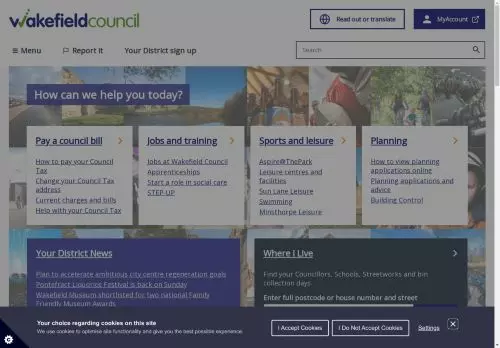 wakefieldcouncil
Read out or translate
MyAccount
Menu
Report it
Your District sign up
Search
How can we help you today?
Pay a council bill
How to pay your Council
Tax
Change your Council Tax
address
Current charges and bills
Help with your Council Tax
Jobs and training
Jobs at Wakefield Council
Apprenticeships
Start a role in social care
STEP-UP
Sports and leisure
Aspire@ThePark
Leisure centres and
facilities
Sun Lane Leisure
Swimming
Minsthorpe Leisure
Planning
How to view planning
applications online
Planning applications and
advice
Building Control
Your District News
Plan to accelerate ambitious city centre regeneration goals
Pontefract Liquorice Festival is back on Sunday
Wakefield Museum shortlisted for two national Family
Friendly Museum Awards
Where I Live
Find your Councillors, Schools, Streetworks and bin
collection days.
Enter full postcode or house number and street
Your choice regarding cookies on this site
We use cookies to optimise site functionality and give you the best possible experience.
I Accept Cookies
I Do Not Accept Cookies
Settings